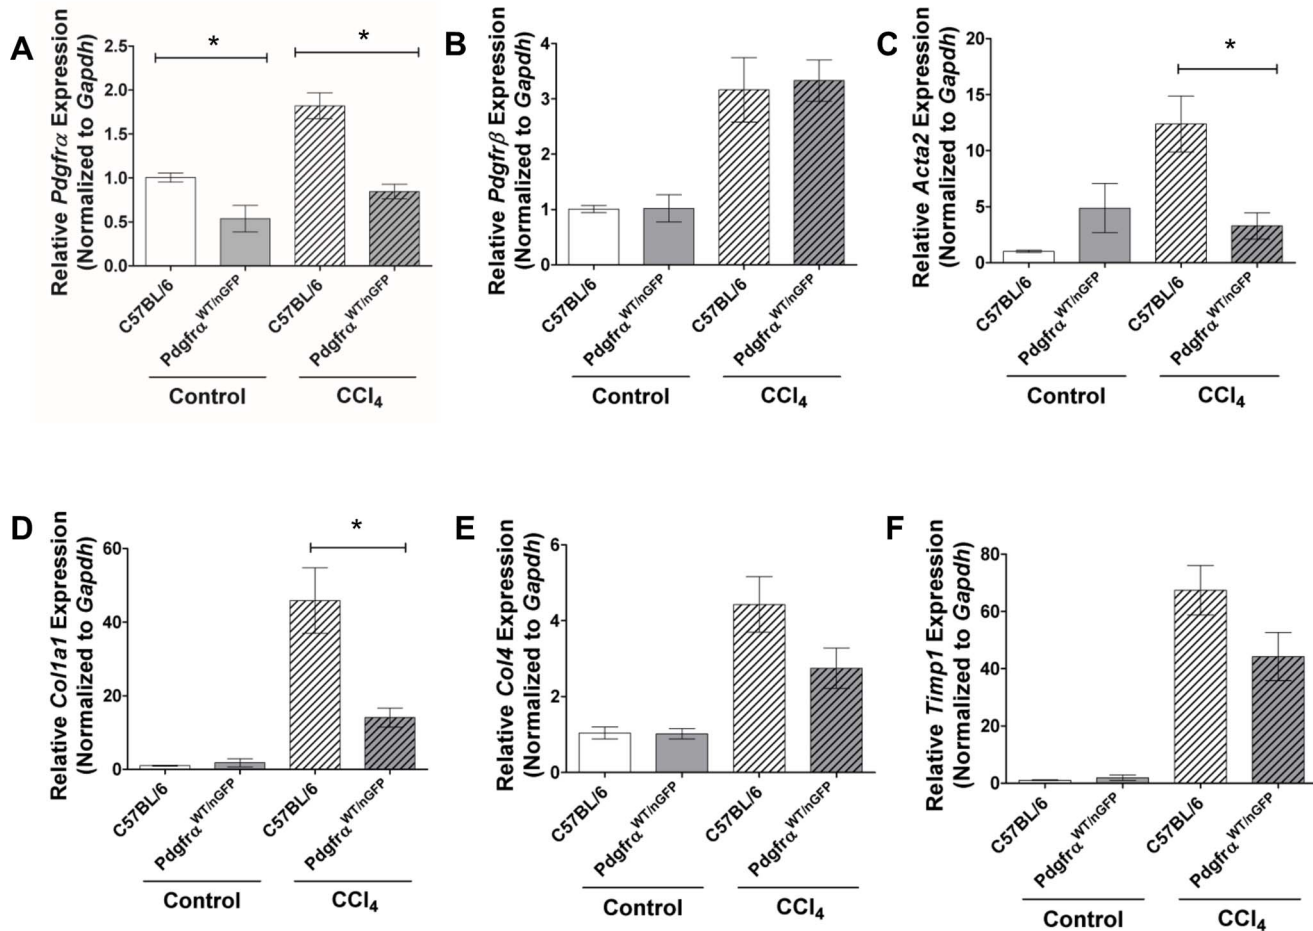 A
Relative Pdgfrα Expression
(Normalized to Gapdh)
2.5
2.0
1.5
1.0
0.5
0.0
*
*
C57BL/6
Pdgfrα WT/nGFP
C57BL/6
Pdgfrα WT/nGFP
Control
CCl4
B
Relative Pdgfrβ Expression
(Normalized to Gapdh)
4
3
2
1
0
C57BL/6
Pdgfrα WT/nGFP
C57BL/6
Pdgfrα WT/nGFP
Control
CCl4
C
Relative Acta2 Expression
(Normalized to Gapdh)
20
15
10
5
0
*
C57BL/6
Pdgfrα WT/nGFP
C57BL/6
Pdgfrα WT/nGFP
Control
CCl4
D
Relative Col1a1 Expression
(Normalized to Gapdh)
60
40
20
0
*
C57BL/6
Pdgfrα WT/nGFP
C57BL/6
Pdgfrα WT/nGFP
Control
CCl4
E
Relative Col4 Expression
(Normalized to Gapdh)
6
4
2
0
C57BL/6
Pdgfrα WT/nGFP
C57BL/6
Pdgfrα WT/nGFP
Control
CCl4
F
Relative Timp1 Expression
(Normalized to Gapdh)
80
60
40
20
0
C57BL/6
Pdgfrα WT/nGFP
C57BL/6
Pdgfrα WT/nGFP
Control
CCl4